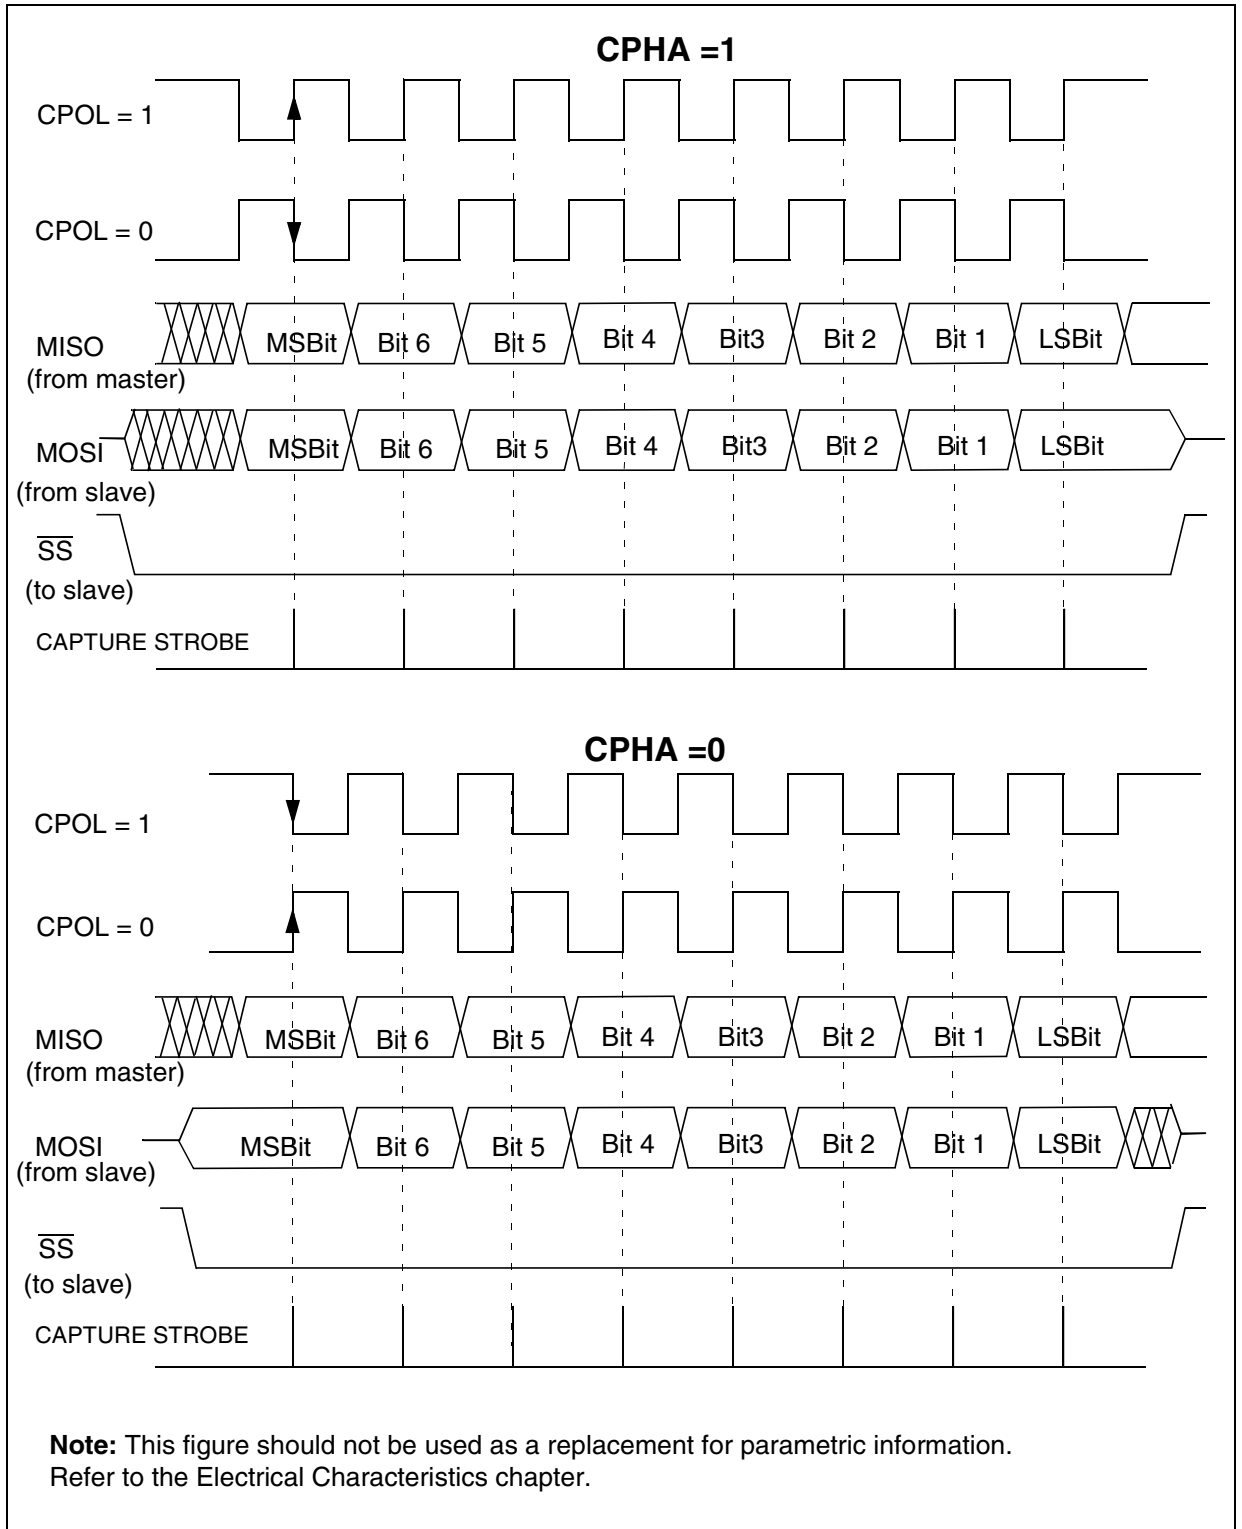 CPHA =1
CPOL = 1
CPOL = 0
MISO
(from master)
MSBit Bit 6 Bit 5 Bit 4 Bit3 Bit 2 Bit 1 LSBit
MOSI
(from slave)
MSBit Bit 6 Bit 5 Bit 4 Bit3 Bit 2 Bit 1 LSBit
SS
(to slave)
CAPTURE STROBE
CPHA =0
CPOL = 1
CPOL = 0
MISO
(from master)
MSBit Bit 6 Bit 5 Bit 4 Bit3 Bit 2 Bit 1 LSBit
MOSI
(from slave)
MSBit Bit 6 Bit 5 Bit 4 Bit3 Bit 2 Bit 1 LSBit
SS
(to slave)
CAPTURE STROBE
Note: This figure should not be used as a replacement for parametric information.
Refer to the Electrical Characteristics chapter.